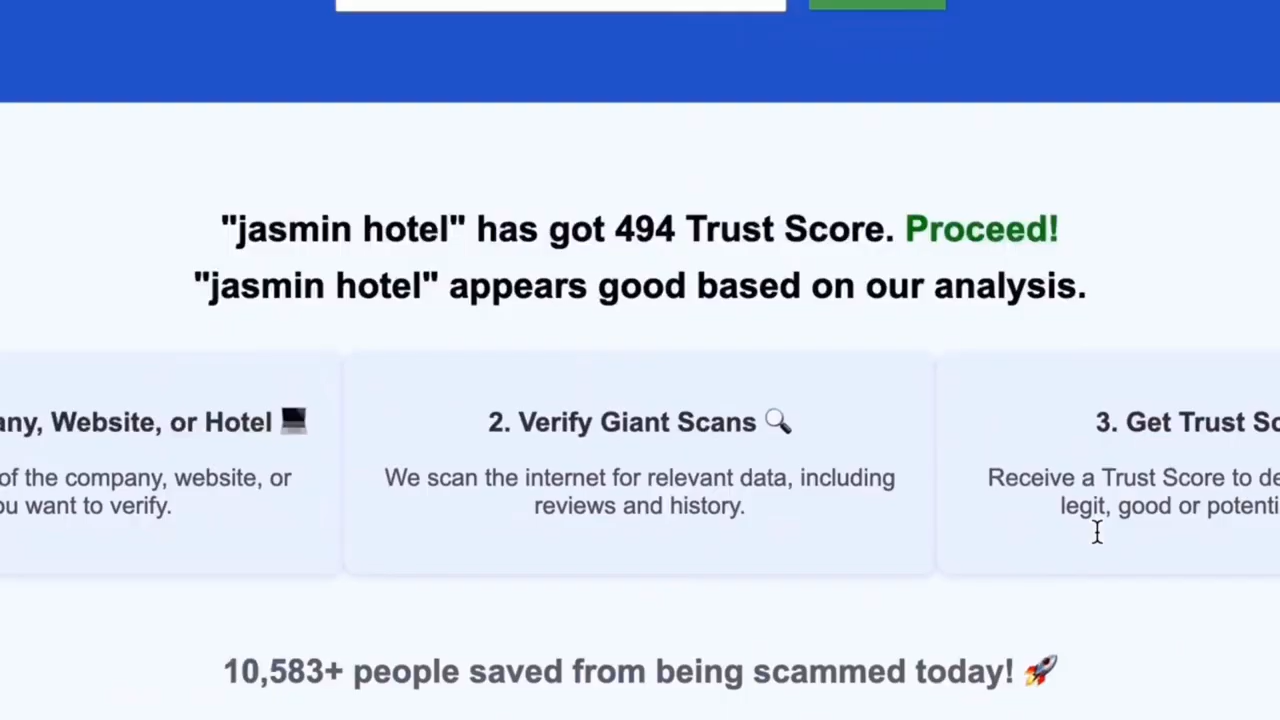 "jasmin hotel" has got 494 Trust Score. Proceed!
"jasmin hotel" appears good based on our analysis.
any, Website, or Hotel 💻
of the company, website, or
ou want to verify.
2. Verify Giant Scans 🔍
We scan the internet for relevant data, including
reviews and history.
3. Get Trust Sc
Receive a Trust Score to de
legit, good or potenti
10,583+ people saved from being scammed today! 🚀